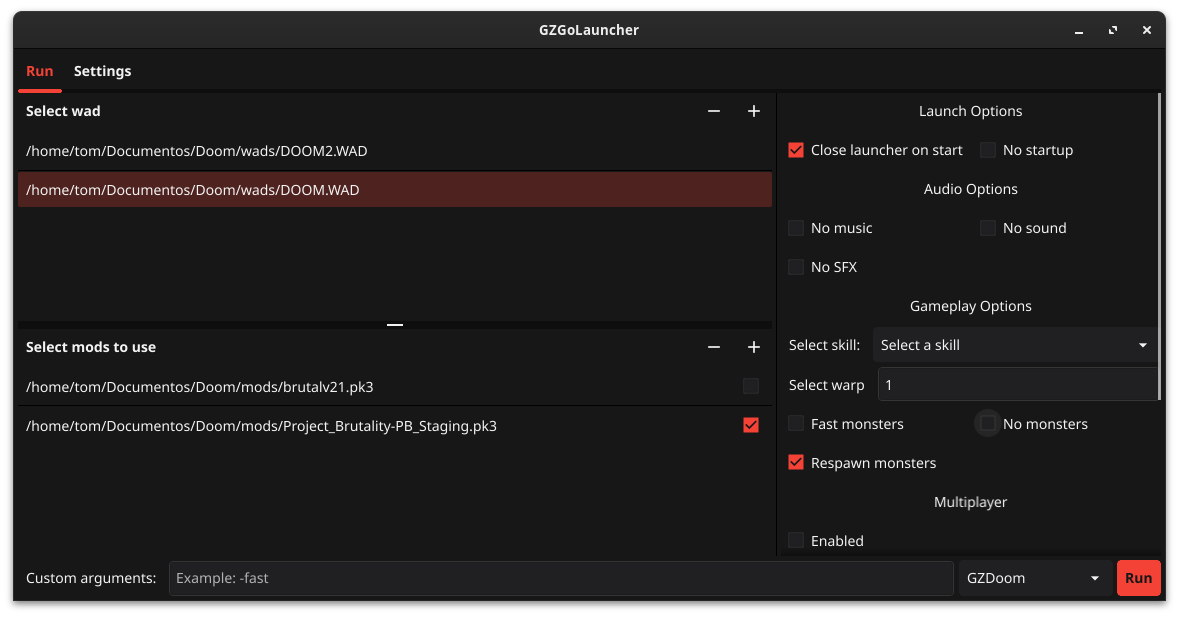 GZGoLauncher
Run Settings
Select wad
/home/tom/Documentos/Doom/wads/DOOM2.WAD
/home/tom/Documentos/Doom/wads/DOOM.WAD
Select mods to use
/home/tom/Documentos/Doom/mods/brutalv21.pk3
/home/tom/Documentos/Doom/mods/Project_Brutality-PB_Staging.pk3
Launch Options
Close launcher on start No startup
Audio Options
No music No sound
No SFX
Gameplay Options
Select skill: Select a skill
Select warp 1
Fast monsters No monsters
Respawn monsters
Multiplayer
Enabled
Custom arguments: Example: -fast GZDoom Run